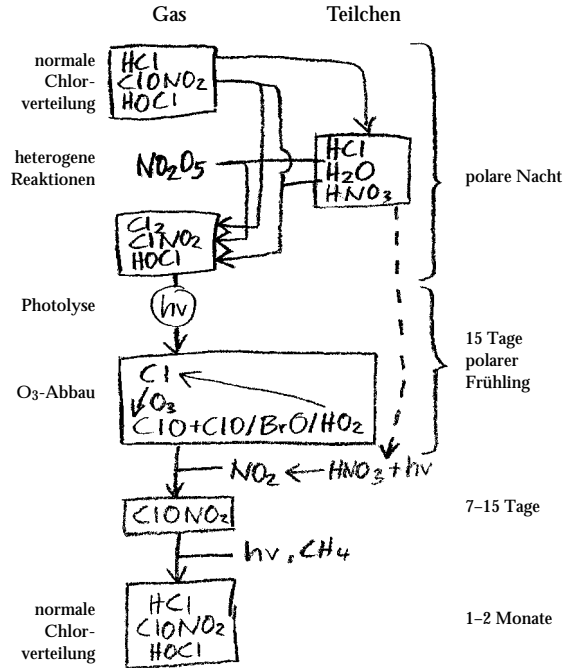 Gas Teilchen
normale
Chlor-
verteilung
HCl
ClONO2
HOCl
heterogene
Reaktionen
NO2O5
HCl
H2O
HNO3
polare Nacht
Cl2
ClNO2
HOCl
Photolyse
hν
15 Tage
polarer
Frühling
O3-Abbau
Cl
O3
ClO+ClO/BrO/HO2
NO2 HNO3+hν
ClONO2
7–15 Tage
hν, CH4
normale
Chlor-
verteilung
HCl
ClONO2
HOCl
1–2 Monate